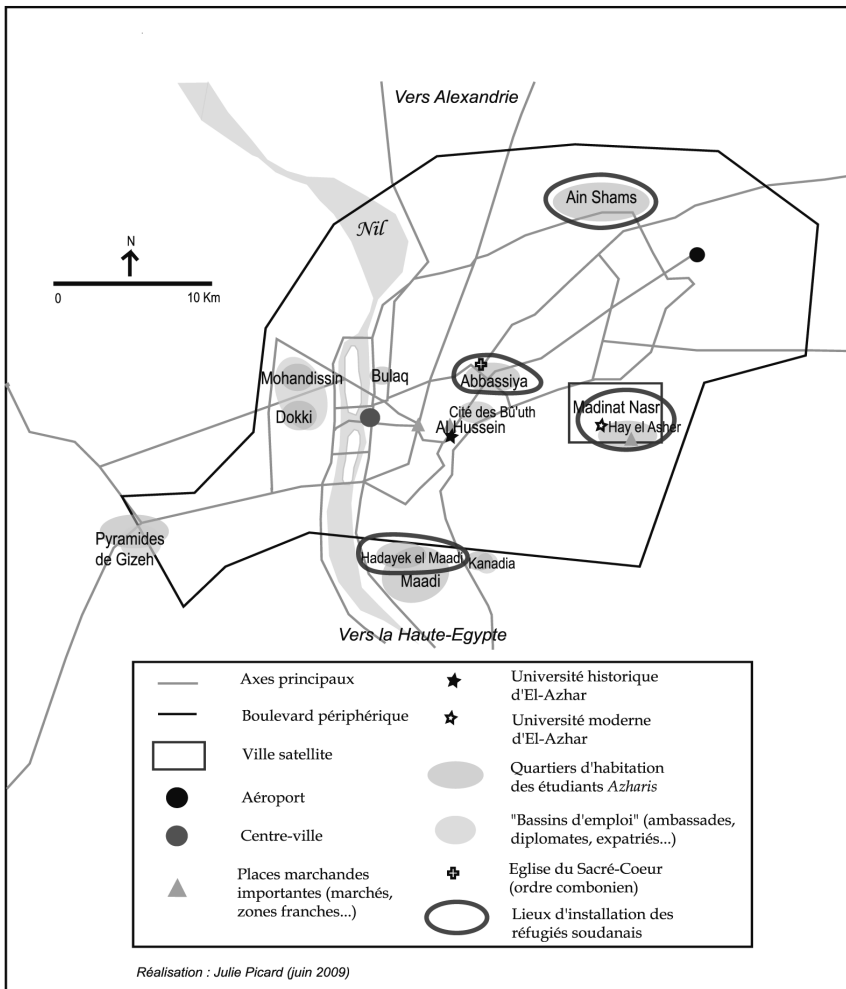 Vers Alexandrie
Ain Shams
Nil
N
0 10 Km
Mohandissin
Bulaq
Abbassiya
Dokki
Cité des Bu'uth
Al Hussein
Madinat Nasr
Hay el Asher
Pyramides
de Gizeh
Hadayek el Maadi
Kanadia
Maadi
Vers la Haute-Egypte
Axes principaux
Boulevard périphérique
Ville satellite
Aéroport
Centre-ville
Places marchandes
importantes (marchés,
zones franches...)
Université historique
d'El-Azhar
Université moderne
d'El-Azhar
Quartiers d'habitation
des étudiants Azharis
"Bassins d'emploi" (ambassades,
diplomates, expatriés...)
Eglise du Sacré-Coeur
(ordre combonien)
Lieux d'installation des
réfugiés soudanais
Réalisation : Julie Picard (juin 2009)